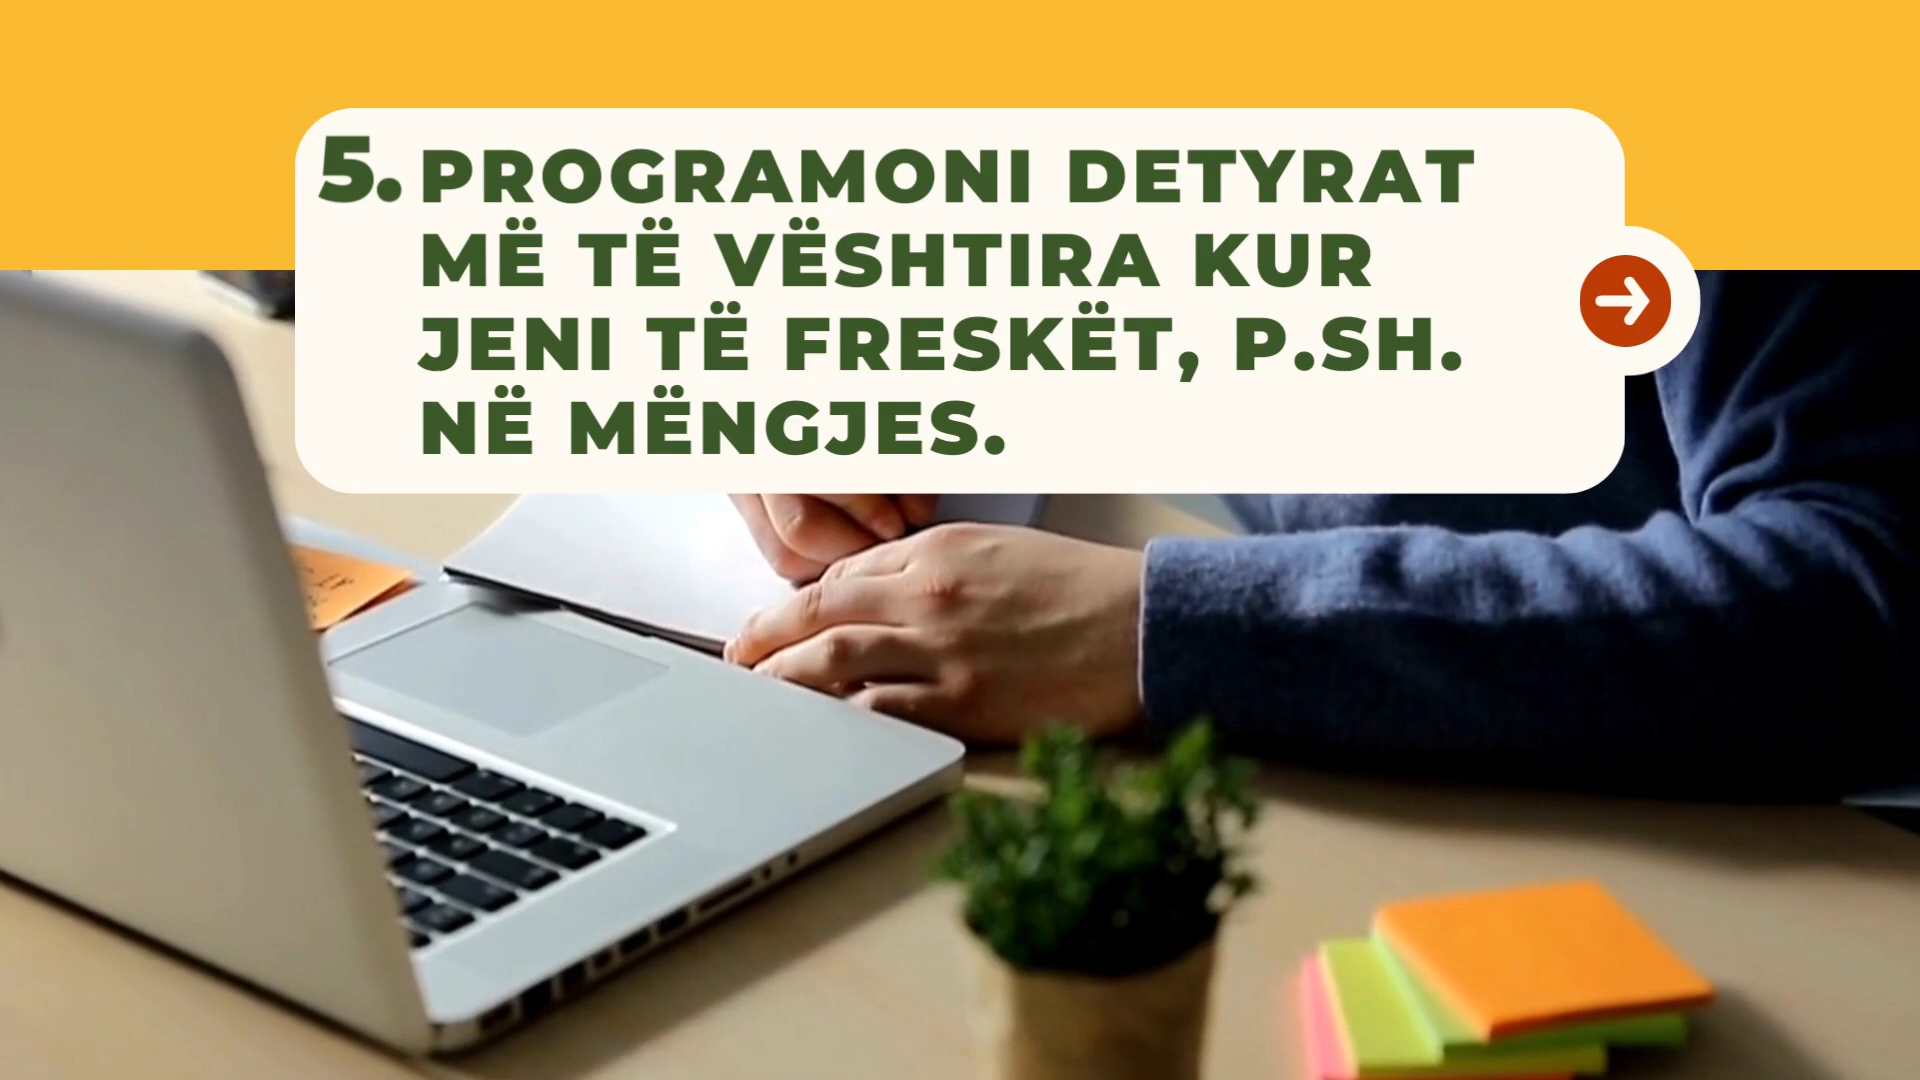 5. PROGRAMONI DETYRAT
MË TË VËSHTIRA KUR
JENI TË FRESKËT, P.SH.
NË MËNGJES.